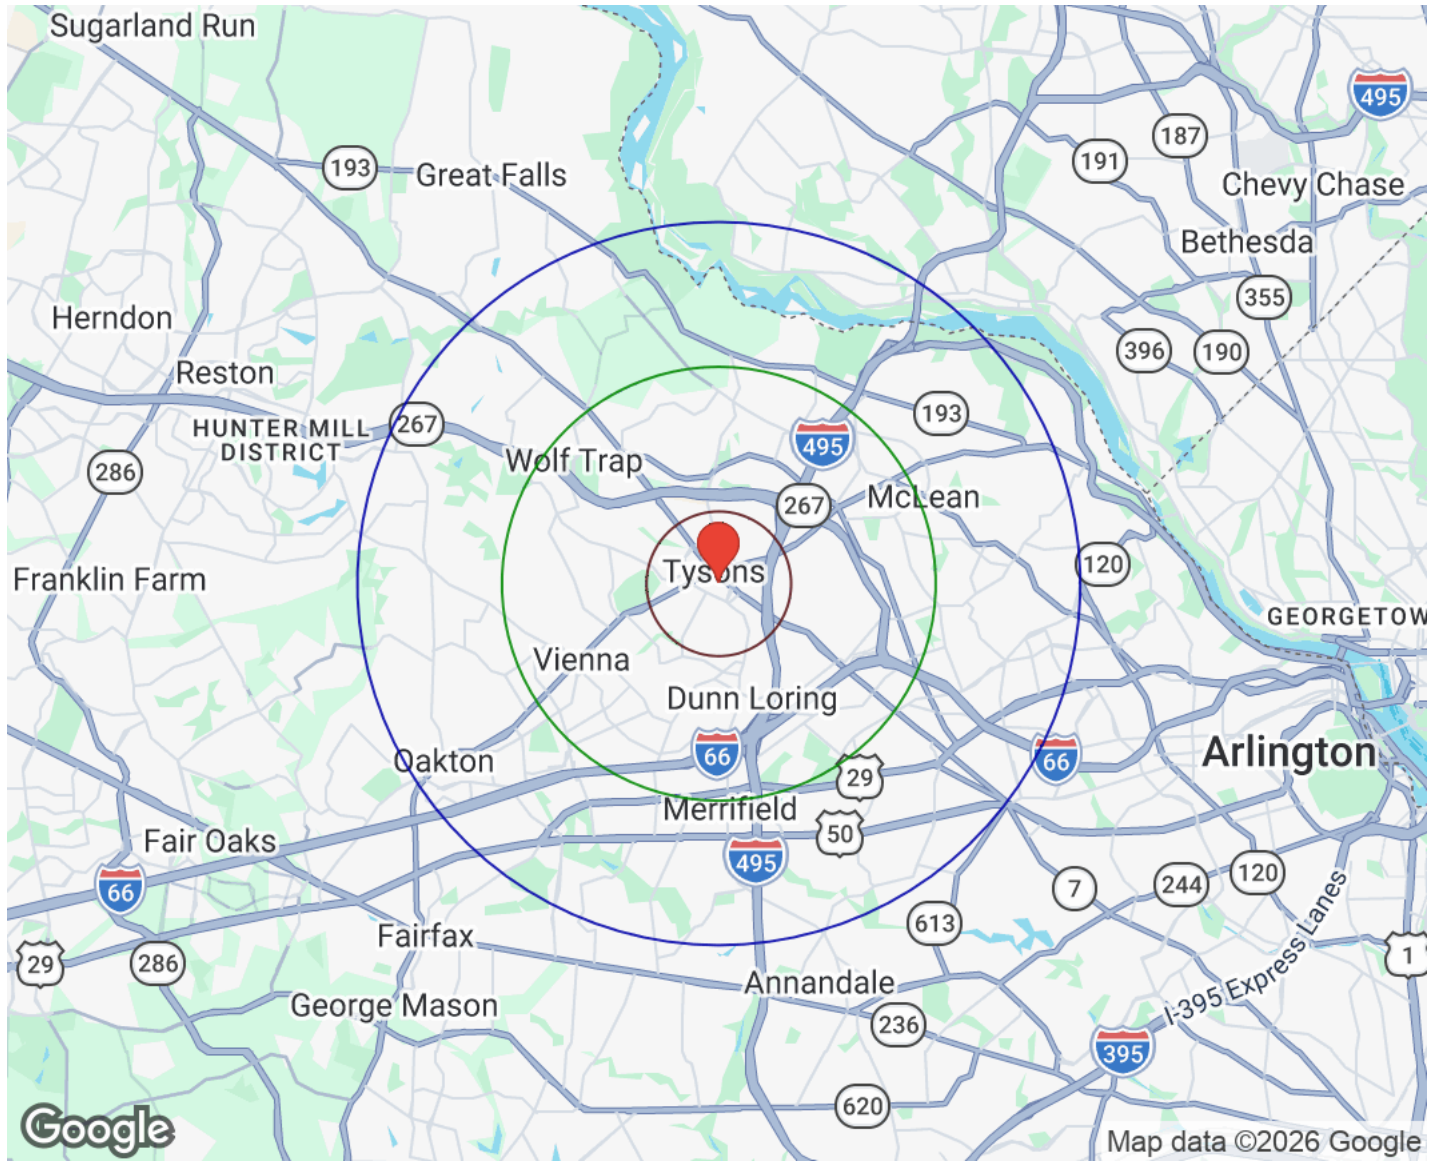 Sugarland Run
495
187
191
193
Great Falls
Chevy Chase
Bethesda
355
Herndon
396
190
Reston
267
193
HUNTER MILL
DISTRICT
495
Wolf Trap
286
267
McLean
120
Tysons
Franklin Farm
GEORGETOW
Vienna
Dunn Loring
66
66
Arlington
Oakton
29
Merrifield
50
Fair Oaks
495
66
7
244
120
613
Fairfax
29
286
1
Annandale
I-395 Express Lanes
George Mason
236
395
620
Google
Map data ©2026 Google